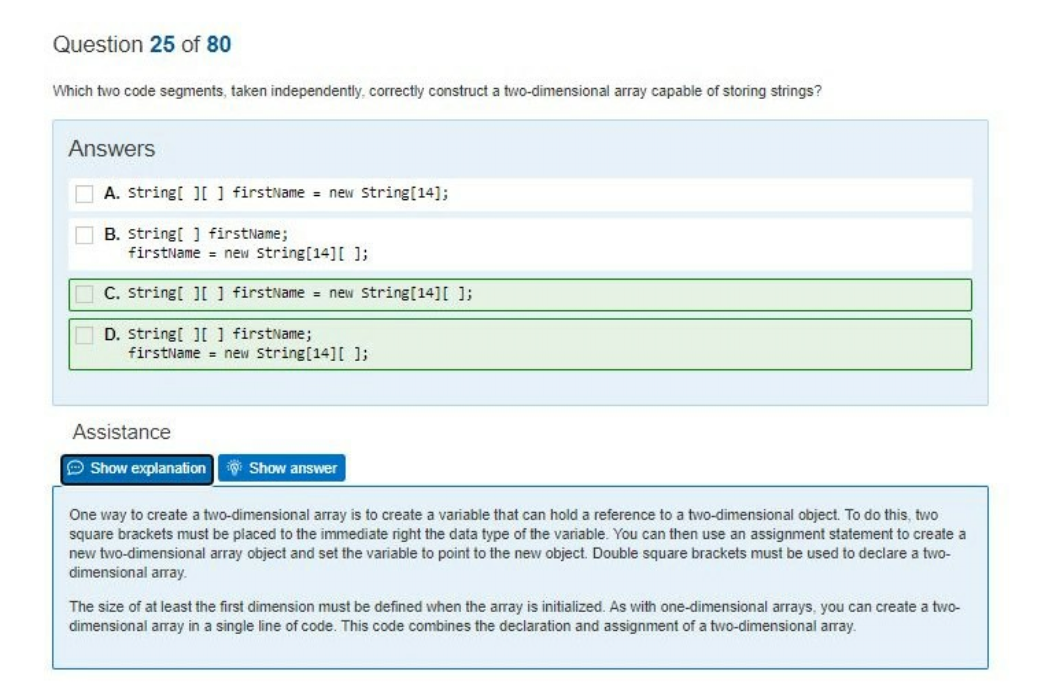 Question 25 of 80
Which two code segments, taken independently, correctly construct a two-dimensional array capable of storing strings?
Answers
A. String[ ][ ] firstName = new String[14];
B. String[ ] firstName;
firstName = new String[14][ ];
C. String[ ][ ] firstName = new String[14][ ];
D. String[ ][ ] firstName;
firstName = new String[14][ ];
Assistance
Show explanation Show answer
One way to create a two-dimensional array is to create a variable that can hold a reference to a two-dimensional object. To do this, two
square brackets must be placed to the immediate right the data type of the variable. You can then use an assignment statement to create a
new two-dimensional array object and set the variable to point to the new object. Double square brackets must be used to declare a two-
dimensional array.
The size of at least the first dimension must be defined when the array is initialized. As with one-dimensional arrays, you can create a two-
dimensional array in a single line of code. This code combines the declaration and assignment of a two-dimensional array.